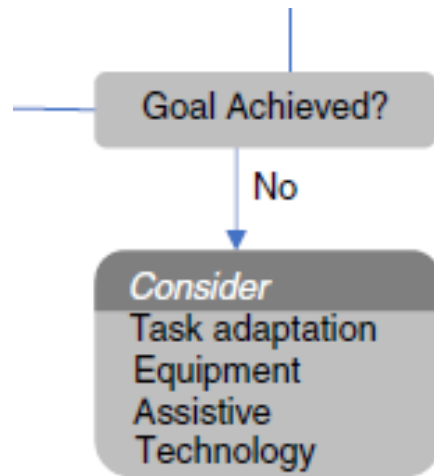 Goal Achieved?
No
Consider
Task adaptation
Equipment
Assistive
Technology